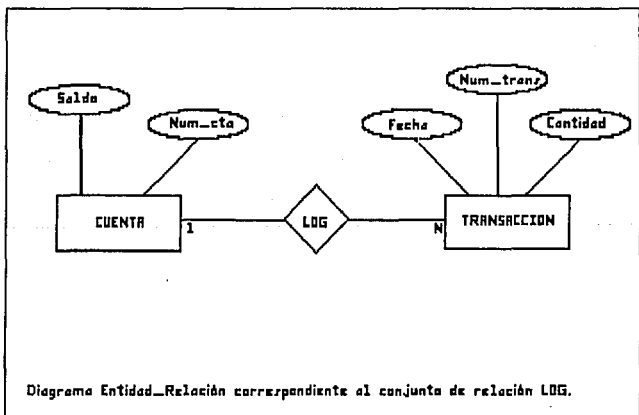 Num_trans
Saldo
Num_cta
Fecha
Cantidad
CUENTA
1
LOG
N
TRANSACCION
Diagrama Entidad_Relación correspondiente al conjunto de relación LOG.